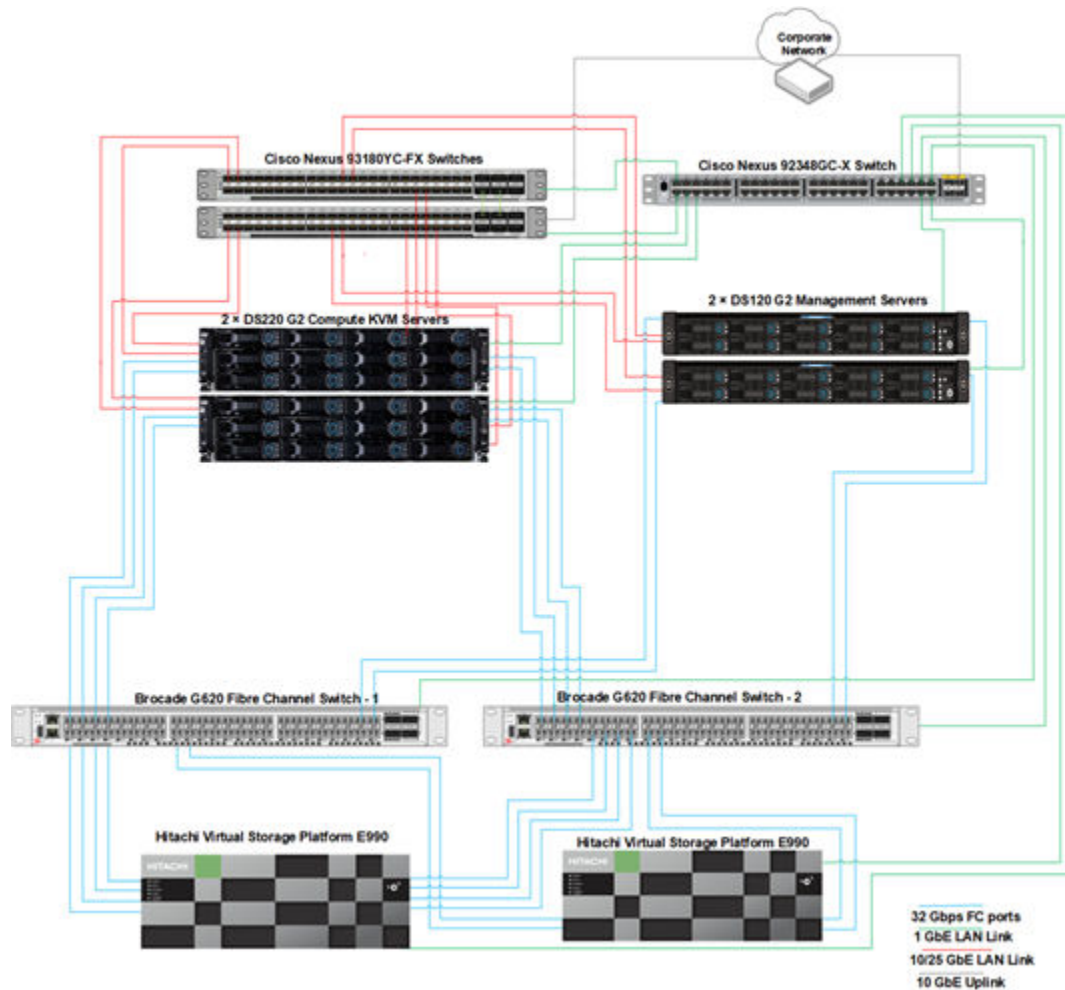 Corporate
Network
Cisco Nexus 93180YC-FX Switches
Cisco Nexus 92348GC-X Switch
2 × DS220 G2 Compute KVM Servers
2 × DS120 G2 Management Servers
Brocade G620 Fibre Channel Switch - 1
Brocade G620 Fibre Channel Switch - 2
Hitachi Virtual Storage Platform E990
HITACHI
Hitachi Virtual Storage Platform E990
HITACHI
32 Gbps FC ports
1 GbE LAN Link
10/25 GbE LAN Link
10 GbE Uplink